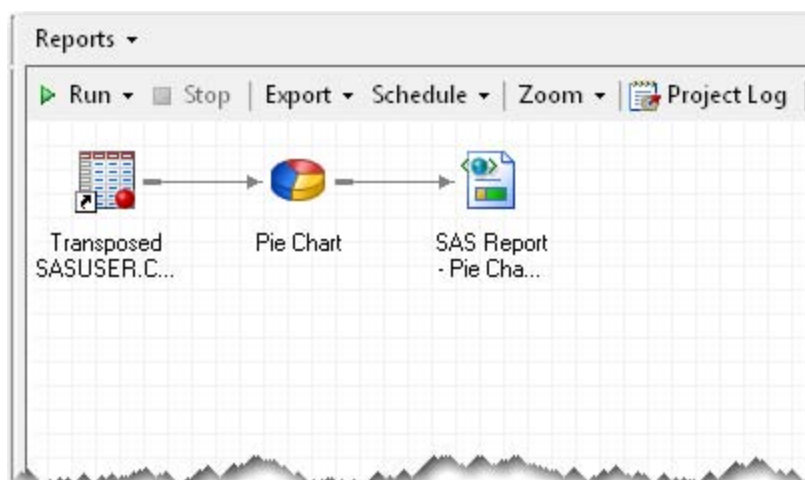 Reports
Run Stop Export Schedule Zoom Project Log
Transposed SASUSER.C...
Pie Chart
SAS Report - Pie Cha...